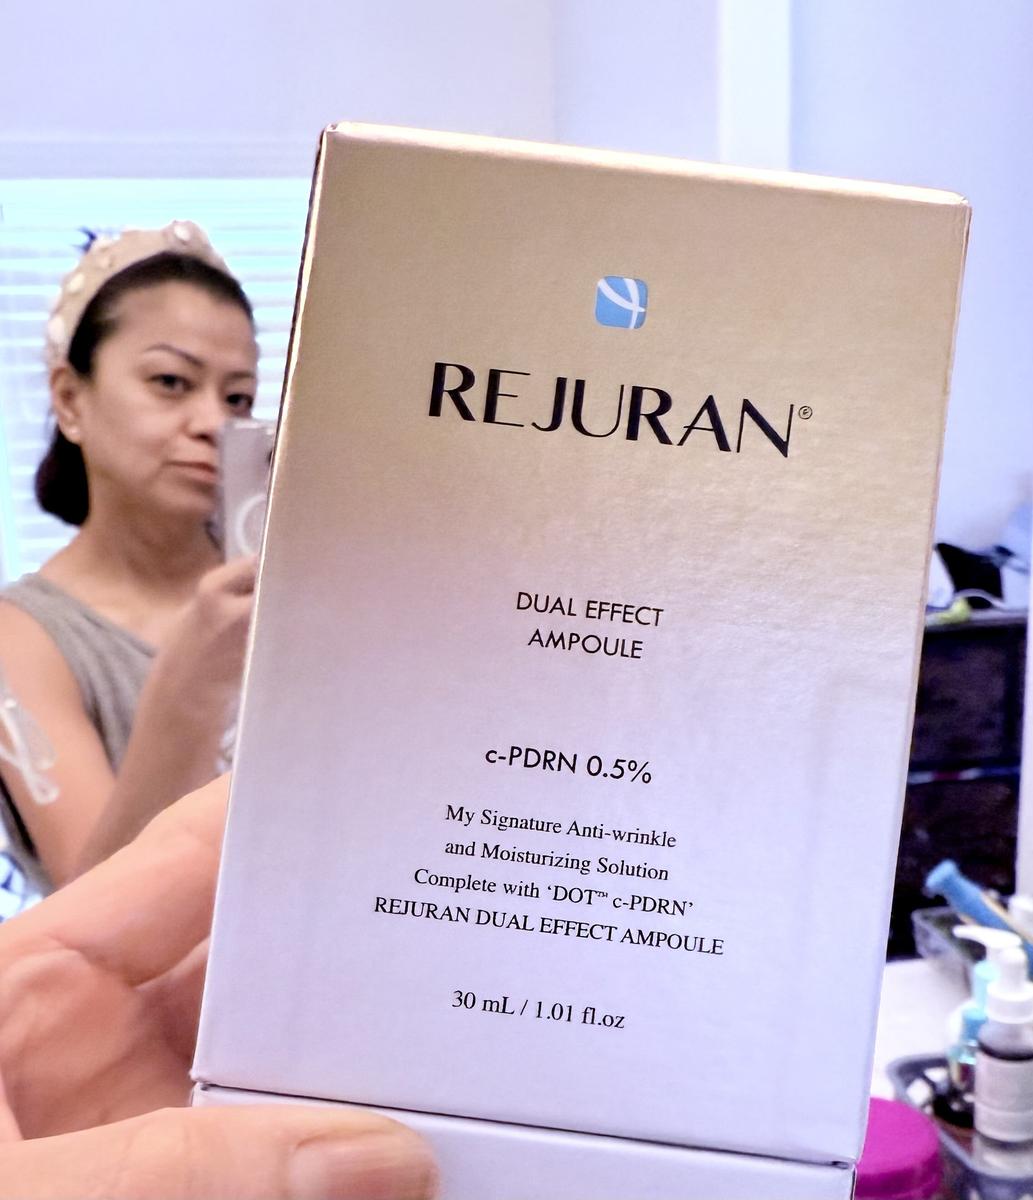 REJURAN®
DUAL EFFECT
AMPOULE
c-PDRN 0.5%
My Signature Anti-wrinkle
and Moisturizing Solution
Complete with ‘DOT™ c-PDRN’
REJURAN DUAL EFFECT AMPOULE
30 mL / 1.01 fl.oz